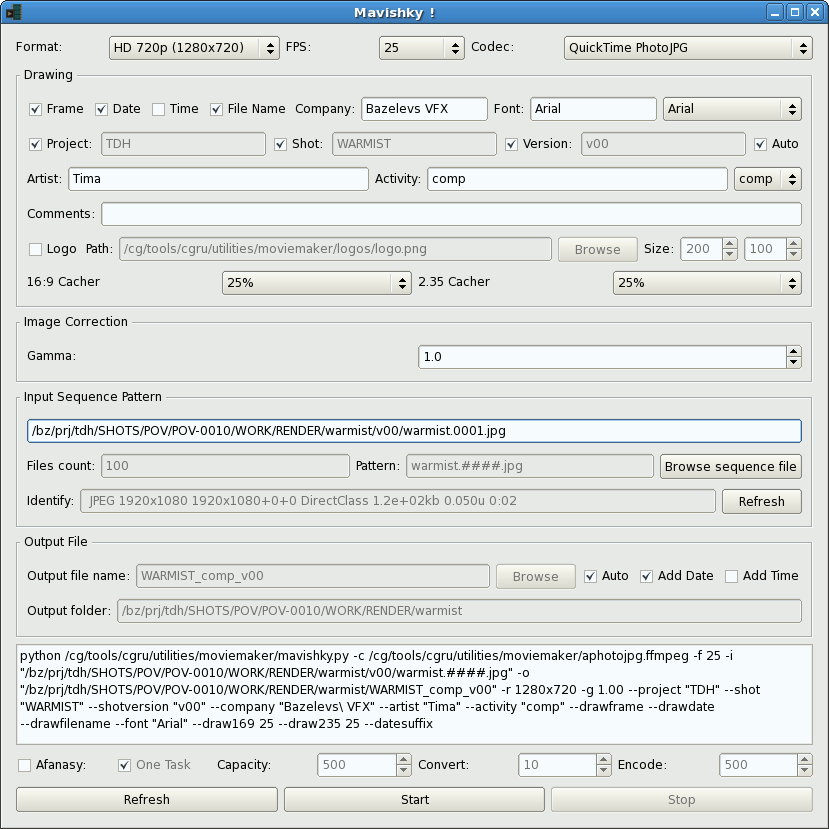 Mavishky !
Format: HD 720p (1280x720) FPS: 25 Codec: QuickTime PhotoJPG
Drawing
Frame Date Time File Name Company: Bazelevs VFX Font: Arial Arial
Project: TDH Shot: WARMIST Version: v00 Auto
Artist: Tima Activity: comp comp
Comments:
Logo Path: /cg/tools/cgru/utilities/moviemaker/logos/logo.png Browse Size: 200 100
16:9 Cacher 25% 2.35 Cacher 25%
Image Correction
Gamma: 1.0
Input Sequence Pattern
/bz/prj/tdh/SHOTS/POV/POV-0010/WORK/RENDER/warmist/v00/warmist.0001.jpg
Files count: 100 Pattern: warmist.####.jpg Browse sequence file
Identify: JPEG 1920x1080 1920x1080+0+0 DirectClass 1.2e+02kb 0.050u 0:02 Refresh
Output File
Output file name: WARMIST_comp_v00 Browse Auto Add Date Add Time
Output folder: /bz/prj/tdh/SHOTS/POV/POV-0010/WORK/RENDER/warmist
python /cg/tools/cgru/utilities/moviemaker/mavishky.py -c /cg/tools/cgru/utilities/moviemaker/aphotojpg.ffmpeg -f 25 -i
"/bz/prj/tdh/SHOTS/POV/POV-0010/WORK/RENDER/warmist/v00/warmist.####.jpg" -o
"/bz/prj/tdh/SHOTS/POV/POV-0010/WORK/RENDER/warmist/WARMIST_comp_v00" -r 1280x720 -g 1.00 --project "TDH" --shot
"WARMIST" --shotversion "v00" --company "Bazelevs\ VFX" --artist "Tima" --activity "comp" --drawframe --drawdate
--drawfilename --font "Arial" --draw169 25 --draw235 25 --datesuffix
Afanasy: One Task Capacity: 500 Convert: 10 Encode: 500
Refresh Start Stop